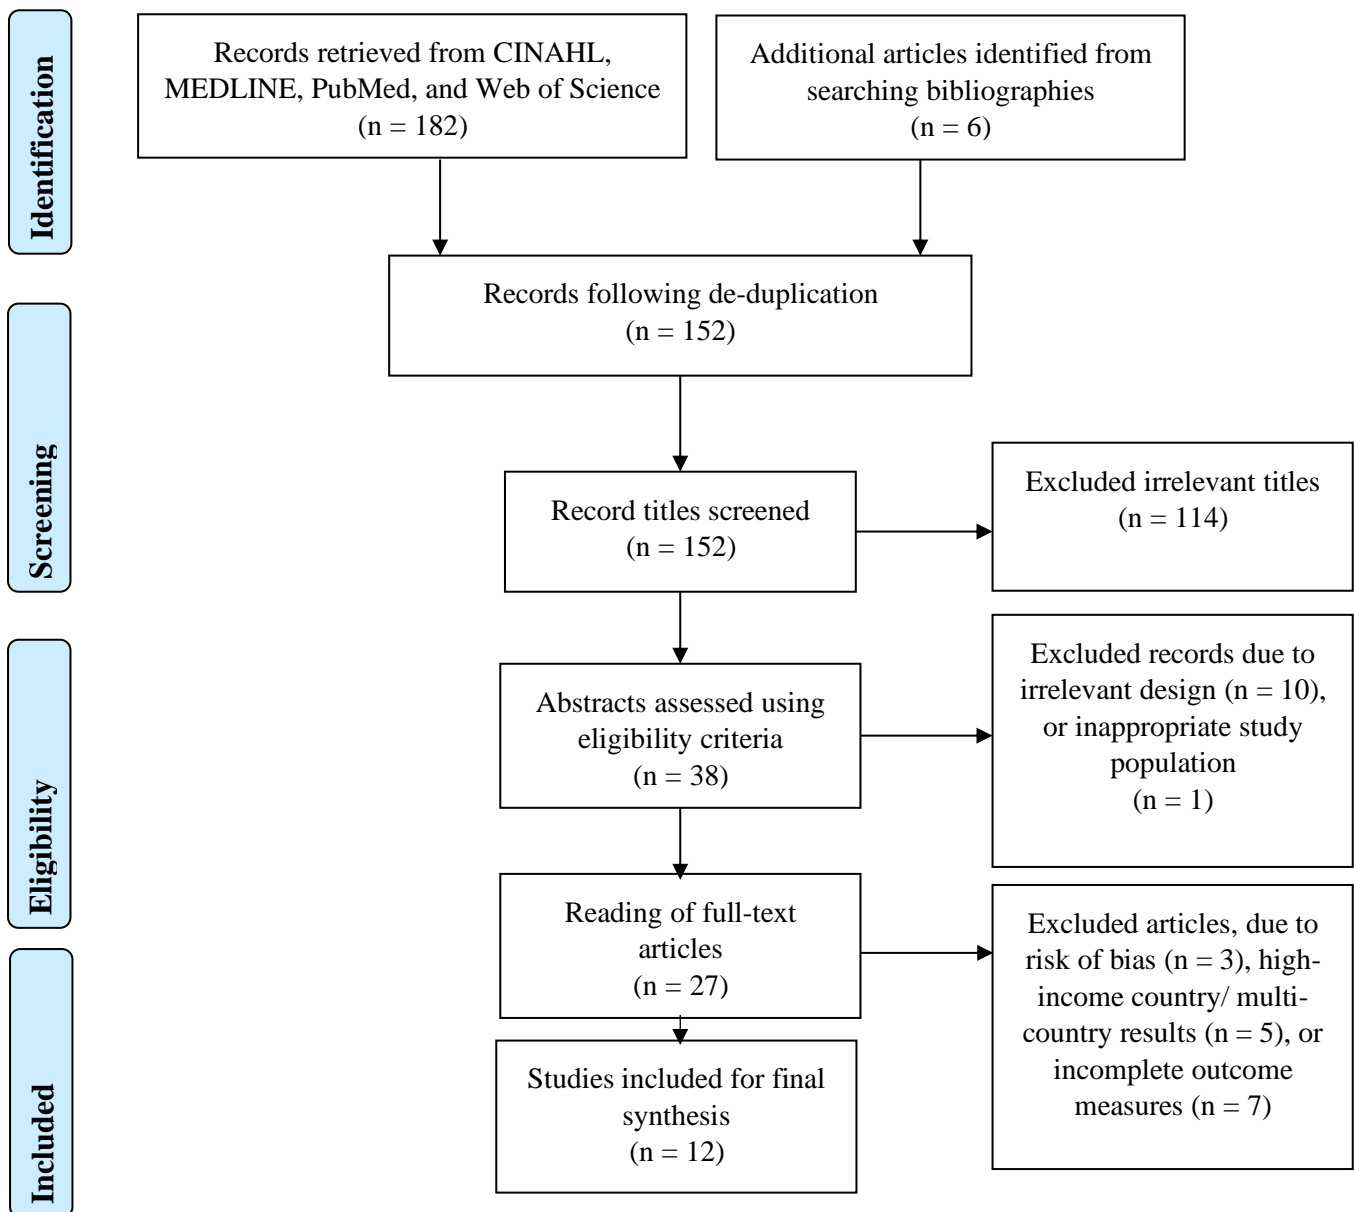 Identification
Records retrieved from CINAHL,
MEDLINE, PubMed, and Web of Science
(n = 182)
Additional articles identified from
searching bibliographies
(n = 6)
Records following de-duplication
(n = 152)
Screening
Record titles screened
(n = 152)
Excluded irrelevant titles
(n = 114)
Eligibility
Abstracts assessed using
eligibility criteria
(n = 38)
Excluded records due to
irrelevant design (n = 10),
or inappropriate study
population
(n = 1)
Reading of full-text
articles
(n = 27)
Excluded articles, due to
risk of bias (n = 3), high-
income country/ multi-
country results (n = 5), or
incomplete outcome
measures (n = 7)
Included
Studies included for final
synthesis
(n = 12)